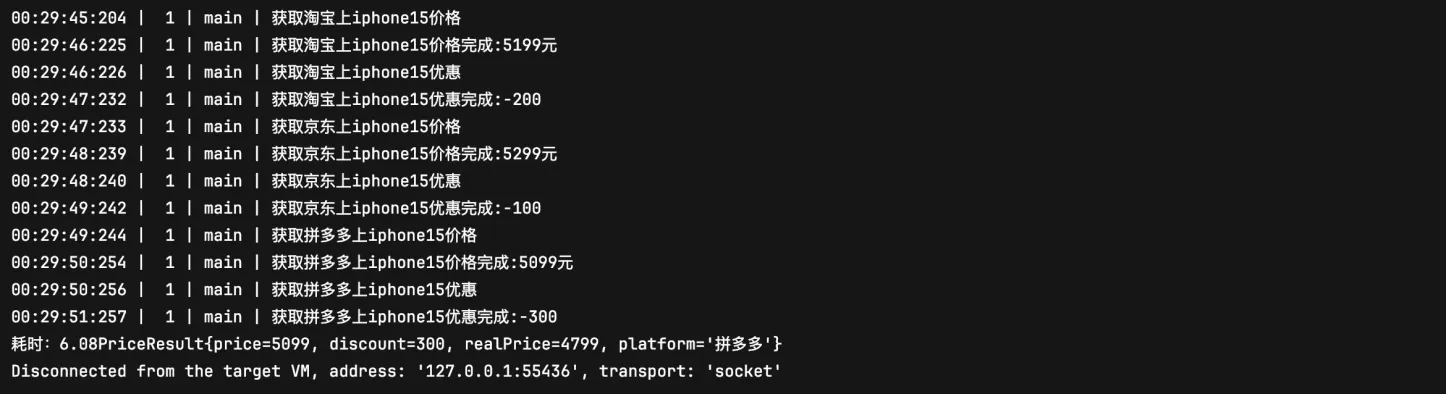 00:29:45:204 |  1 | main | 获取淘宝上iphone15价格
00:29:46:225 |  1 | main | 获取淘宝上iphone15价格完成:5199元
00:29:46:226 |  1 | main | 获取淘宝上iphone15优惠
00:29:47:232 |  1 | main | 获取淘宝上iphone15优惠完成:-200
00:29:47:233 |  1 | main | 获取京东上iphone15价格
00:29:48:239 |  1 | main | 获取京东上iphone15价格完成:5299元
00:29:48:240 |  1 | main | 获取京东上iphone15优惠
00:29:49:242 |  1 | main | 获取京东上iphone15优惠完成:-100
00:29:49:244 |  1 | main | 获取拼多多上iphone15价格
00:29:50:254 |  1 | main | 获取拼多多上iphone15价格完成:5099元
00:29:50:256 |  1 | main | 获取拼多多上iphone15优惠
00:29:51:257 |  1 | main | 获取拼多多上iphone15优惠完成:-300
耗时：6.08PriceResult{price=5099, discount=300, realPrice=4799, platform='拼多多'}
Disconnected from the target VM, address: '127.0.0.1:55436', transport: 'socket'